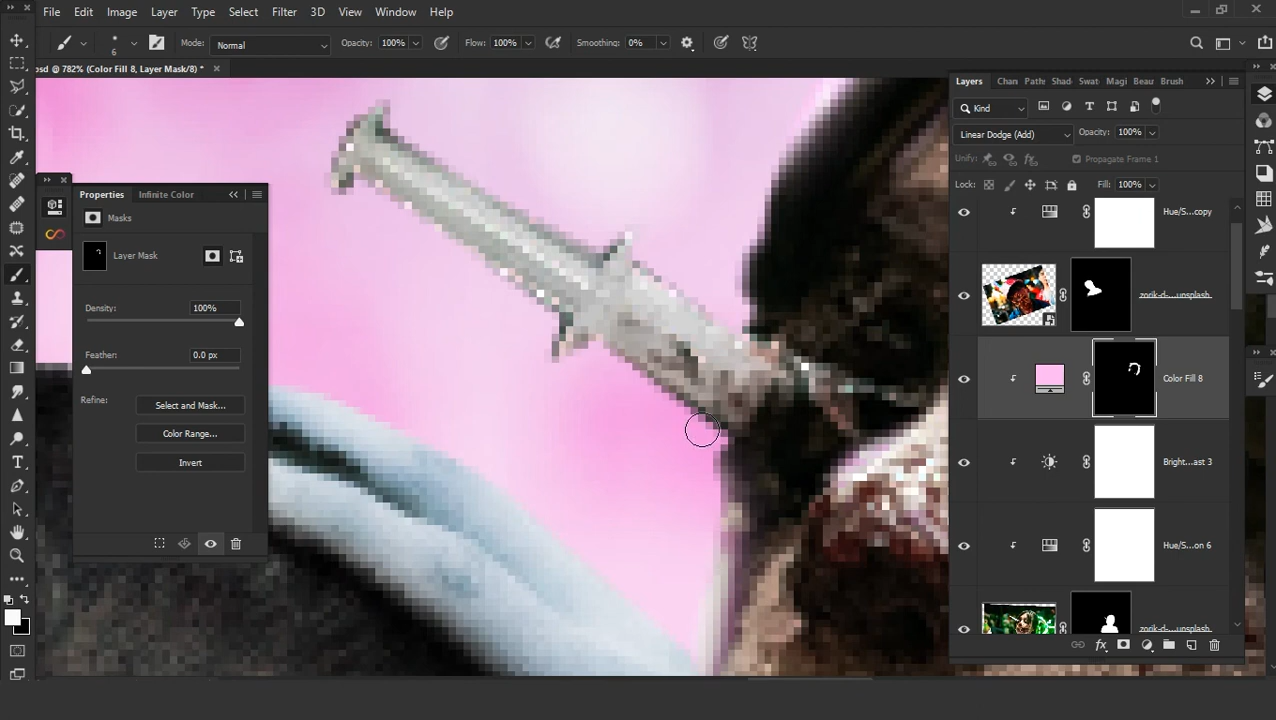 File Edit Image Layer Type Select Filter 3D View Window Help
6 Mode: Normal Opacity: 100% Flow: 100% Smoothing: 0%
psd @ 782% (Color Fill 8, Layer Mask/8) *
Layers Chan Path Shad Swat Magi Beau Brush
Kind
Linear Dodge (Add) Opacity: 100%
Unify: Propagate Frame 1
Lock: Fill: 100%
Hue/S...copy
zorik-d-...unsplash
Color Fill 8
Bright...ast 3
Hue/S...on 6
zorik-d-...unsplash
Properties Infinite Color
Masks
Layer Mask
Density: 100%
Feather: 0.0 px
Refine: Select and Mask...
Color Range...
Invert